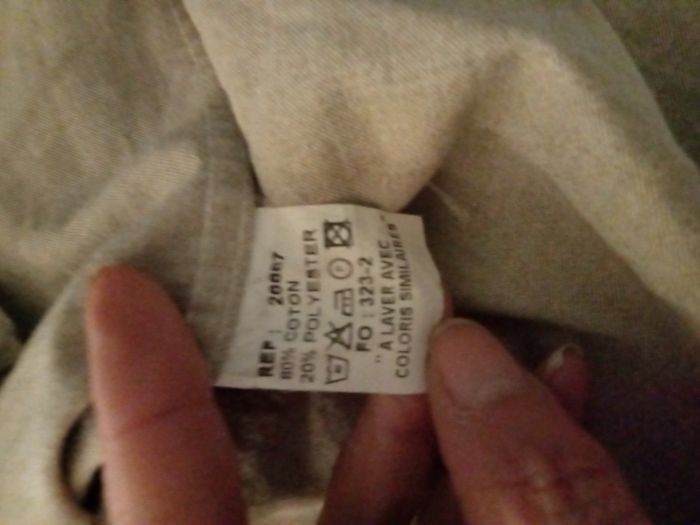 REF : 20867
80% COTON
20% POLYESTER
FO : 323-2
" A LAVER AVEC
COLORIS SIMILAIRES"